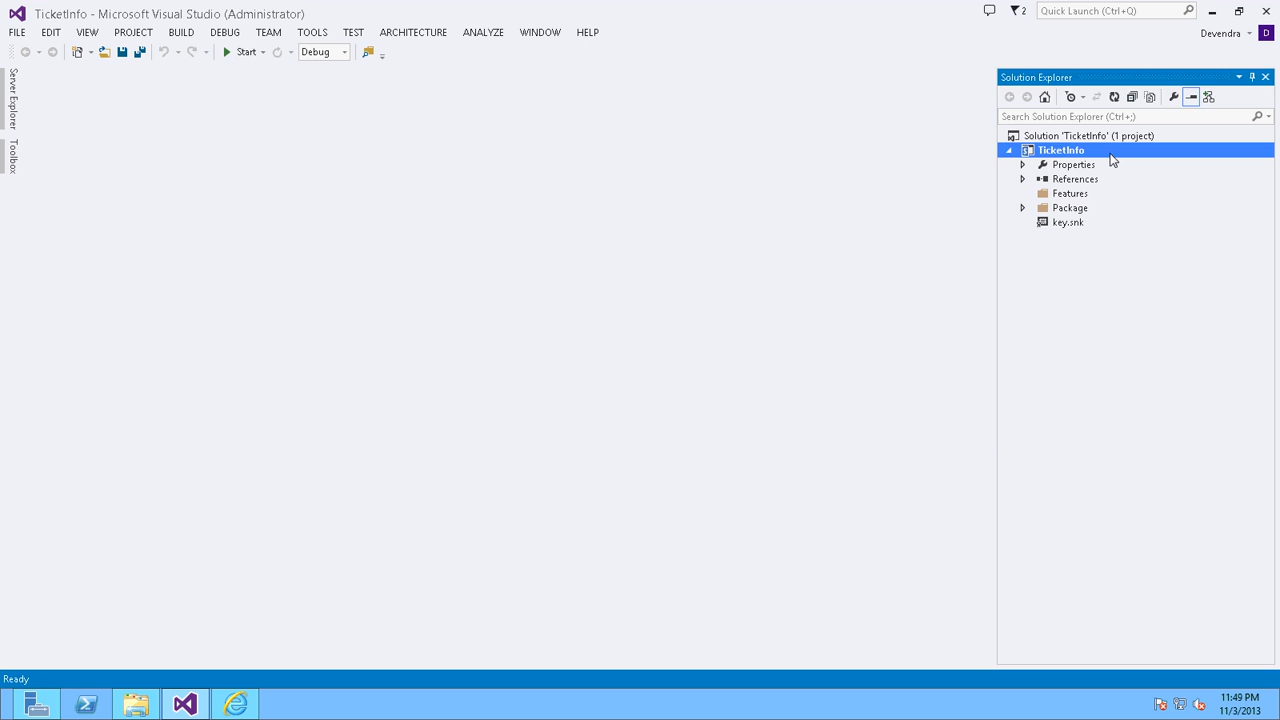 TicketInfo - Microsoft Visual Studio (Administrator)
2
Quick Launch (Ctrl+Q)
FILE EDIT VIEW PROJECT BUILD DEBUG TEAM TOOLS TEST ARCHITECTURE ANALYZE WINDOW HELP
Devendra
D
Start
Debug
Server Explorer
Toolbox
Solution Explorer
Search Solution Explorer (Ctrl+;)
Solution 'TicketInfo' (1 project)
TicketInfo
Properties
References
Features
Package
key.snk
Ready
11:49 PM
11/3/2013